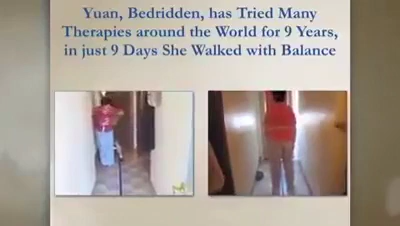 Yuan, Bedridden, has Tried Many
Therapies around the World for 9 Years,
in just 9 Days She Walked with Balance